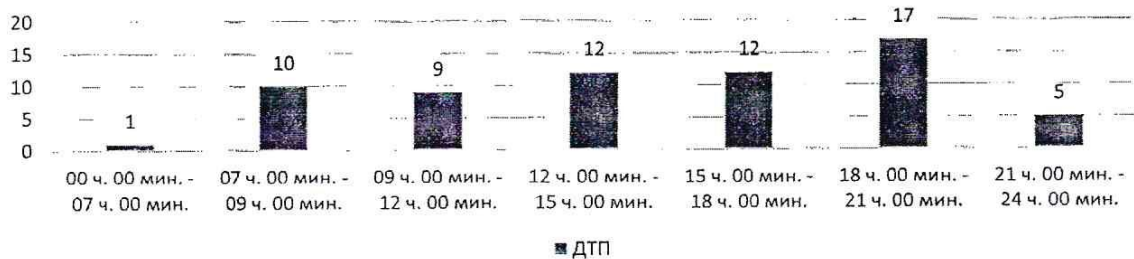 20
15
10
5
0
1
10
9
12
12
17
5
00 ч. 00 мин. -
07 ч. 00 мин.
07 ч. 00 мин. -
09 ч. 00 мин.
09 ч. 00 мин. -
12 ч. 00 мин.
12 ч. 00 мин. -
15 ч. 00 мин.
15 ч. 00 мин. -
18 ч. 00 мин.
18 ч. 00 мин. -
21 ч. 00 мин.
21 ч. 00 мин. -
24 ч. 00 мин.
ДТП